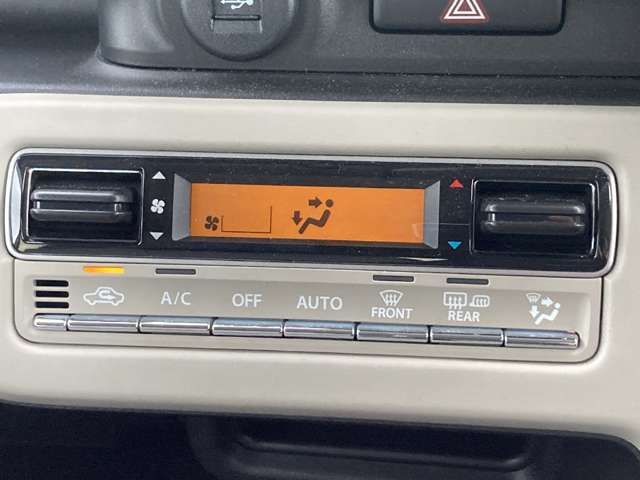 A/C OFF AUTO FRONT REAR